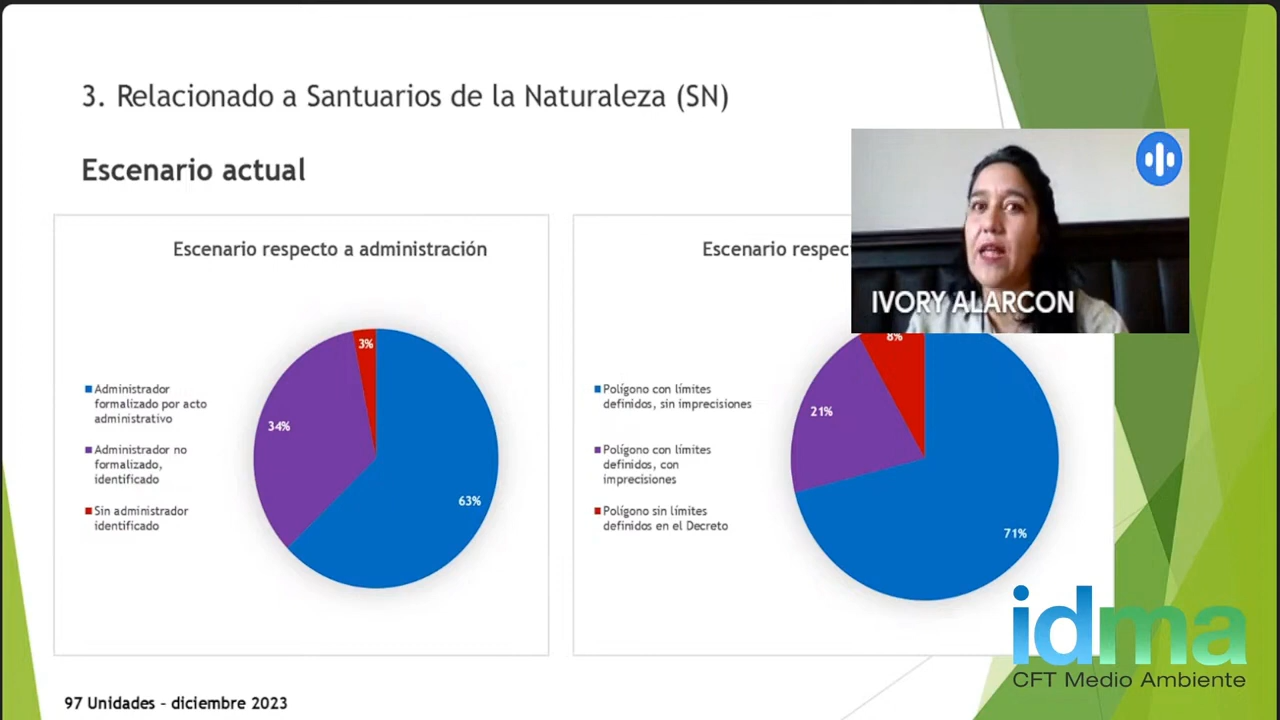 3. Relacionado a Santuarios de la Naturaleza (SN)
Escenario actual
Escenario respecto a administración
Administrador
formalizado por acto
administrativo
Administrador no
formalizado,
identificado
Sin administrador
identificado
3%
34%
63%
Escenario
Polígono con límites
definidos, sin imprecisiones
Polígono con límites
definidos, con
imprecisiones
Polígono sin límites
definidos en el Decreto
8%
21%
71%
IVORY ALARCON
idma
CFT Medio Ambiente
97 Unidades – diciembre 2023